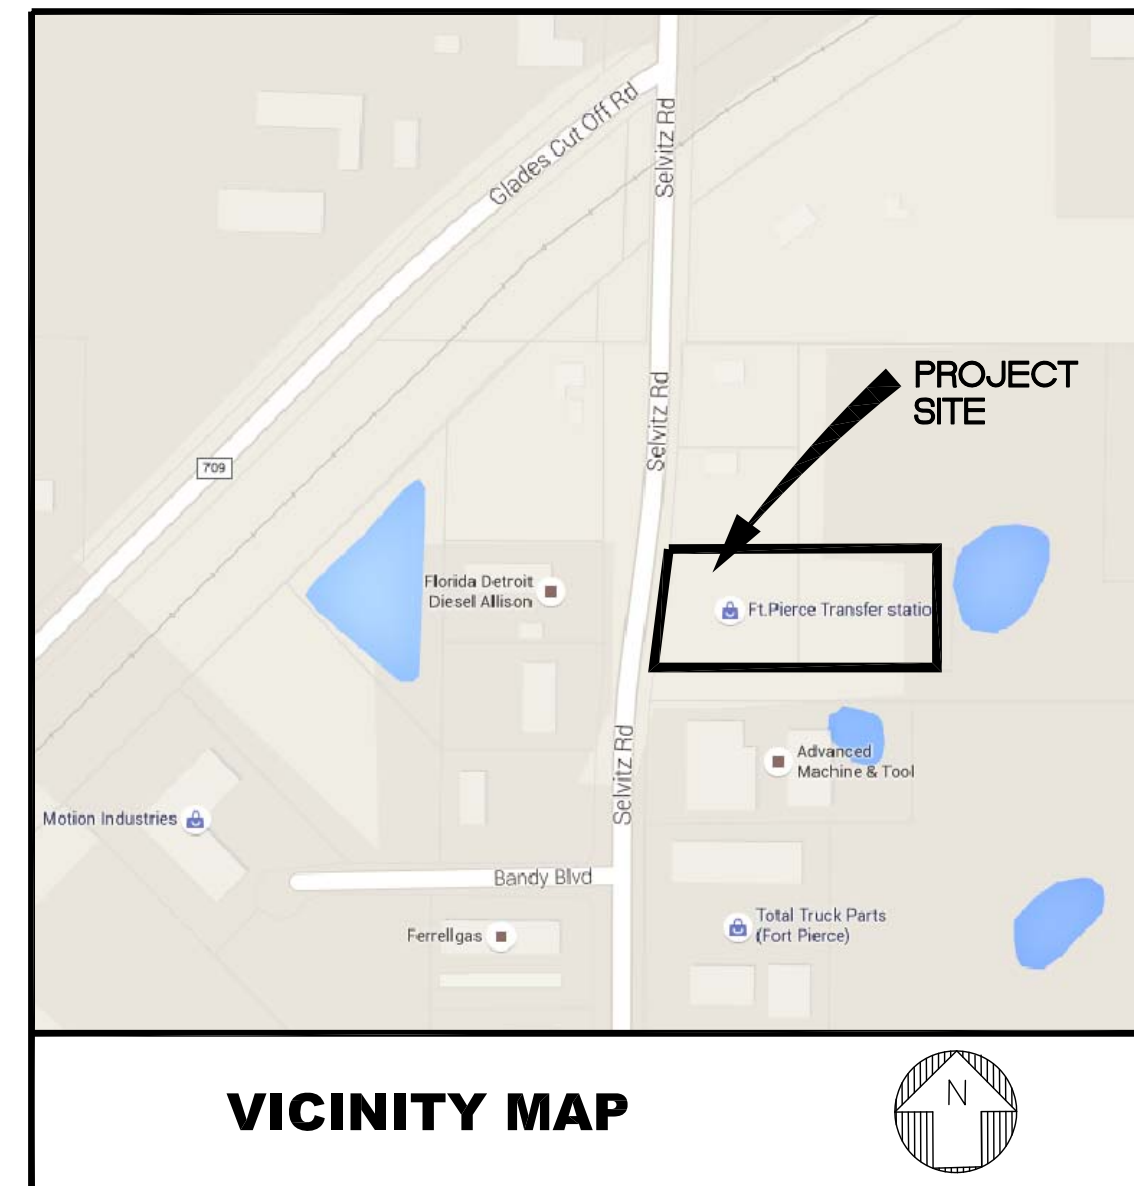 Glades Cut Off Rd
Selvitz Rd
PROJECT
SITE
Selvitz Rd
709
Florida Detroit
Diesel Allison
Ft.Pierce Transfer statio
Selvitz Rd
Advanced
Machine & Tool
Motion Industries
Bandy Blvd
Total Truck Parts
(Fort Pierce)
Ferrellgas
VICINITY MAP
N